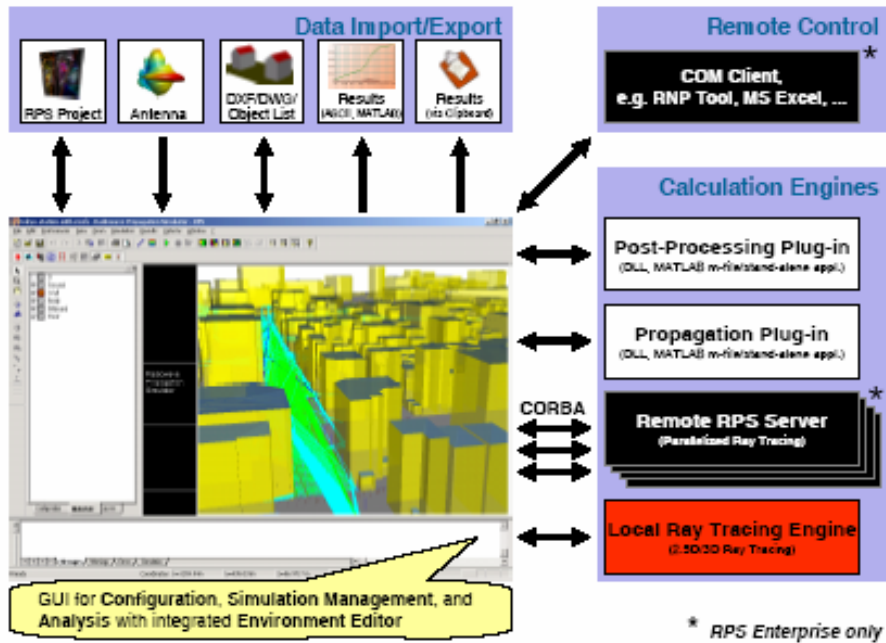 Data Import/Export
RPS Project
Antenna
DXF/DWG/
Object List
Results
(ASCII, MATLAB)
Results
(via Clipboard)
Remote Control
COM Client,
e.g. RNP Tool, MS Excel, ...
*
Calculation Engines
Post-Processing Plug-in
(DLL, MATLAB m-file/stand-alone appl.)
Propagation Plug-in
(DLL, MATLAB m-file/stand-alone appl.)
CORBA
*
Remote RPS Server
(Parallelized Ray Tracing)
Local Ray Tracing Engine
(2.5D/3D Ray Tracing)
Radiowave
Propagation
Simulator
GUI for Configuration, Simulation Management, and
Analysis with integrated Environment Editor
* RPS Enterprise only